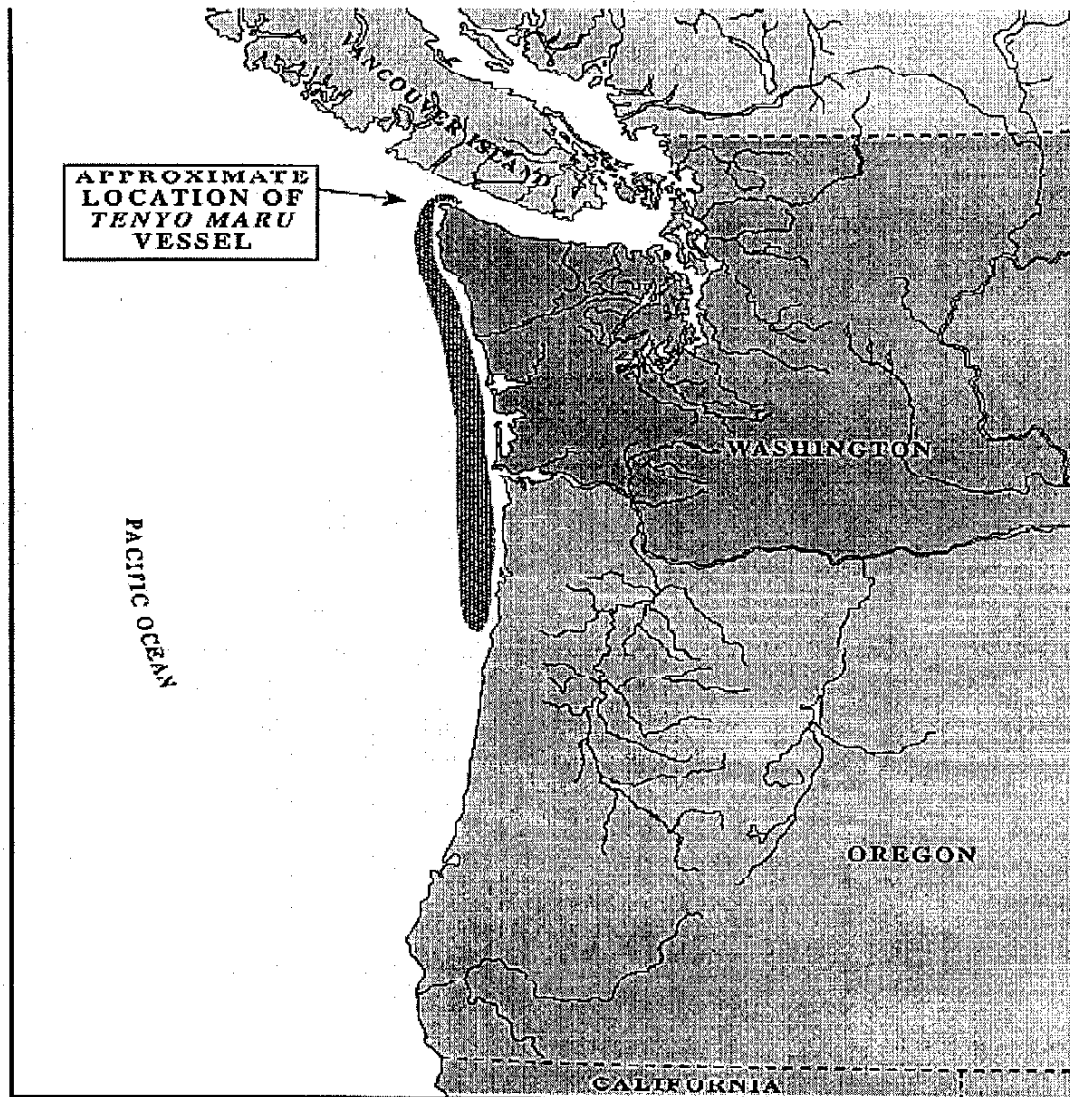 VANCOUVER ISLAND
APPROXIMATE
LOCATION OF
TENYO MARU
VESSEL
WASHINGTON
PACIFIC OCEAN
OREGON
CALIFORNIA